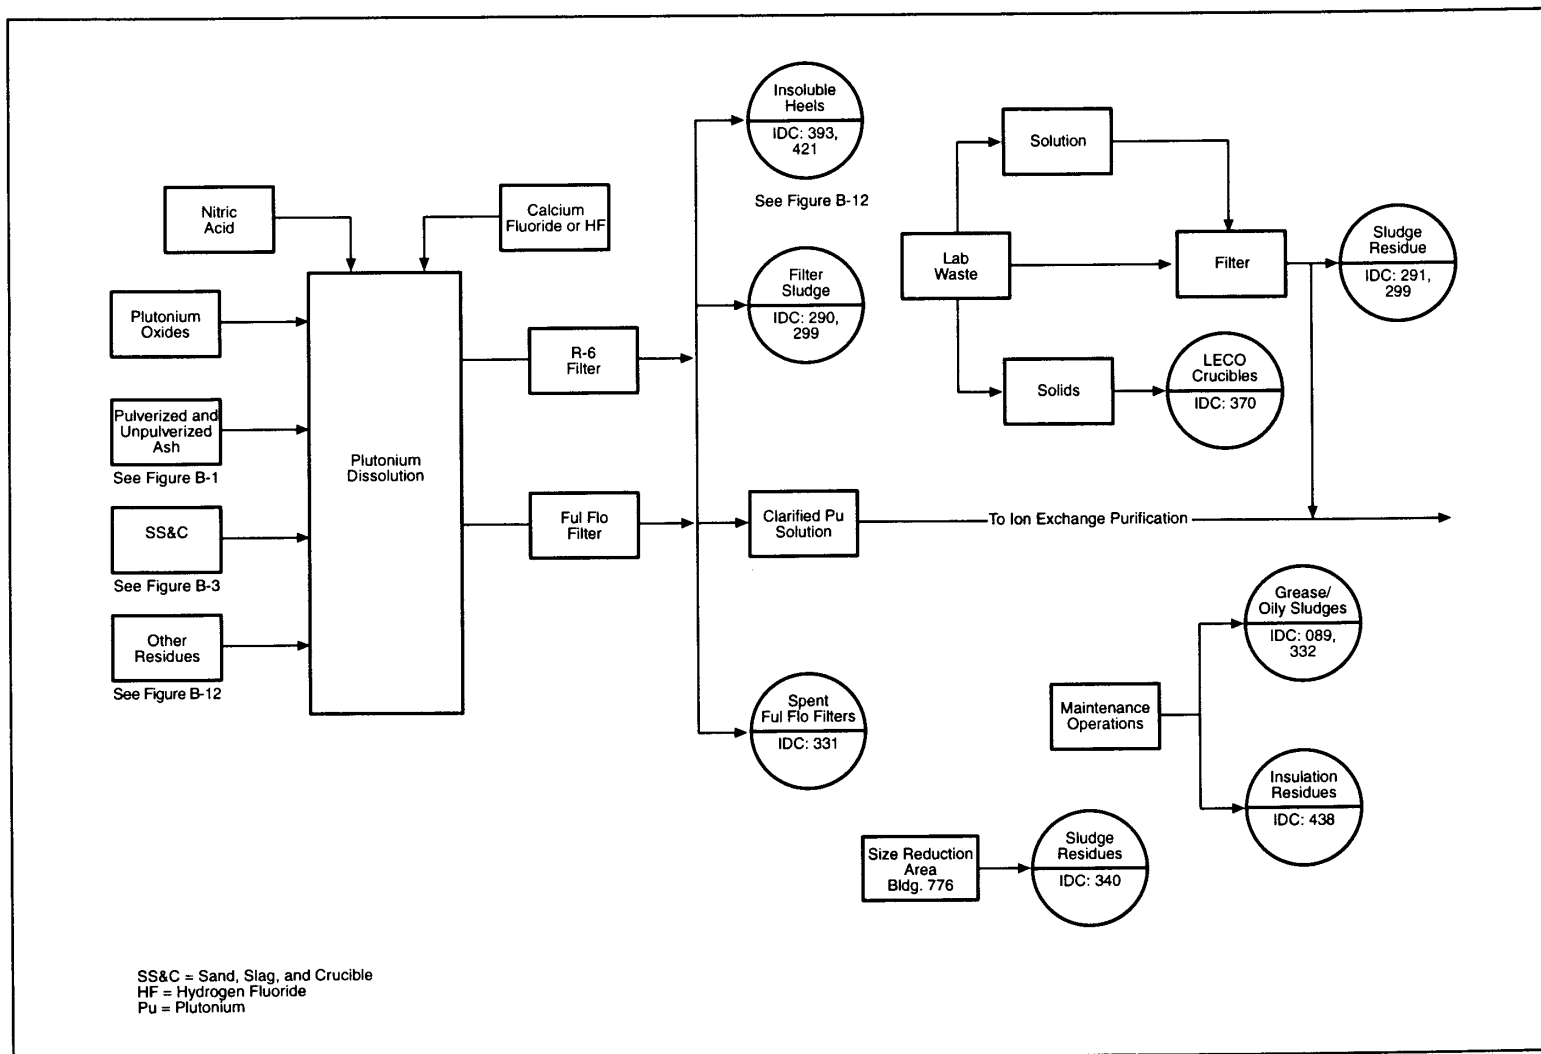 Insoluble
Heels
IDC: 393,
421
See Figure B-12
Solution
Nitric
Acid
Calcium
Fluoride or HF
Lab
Waste
Filter
Sludge
Residue
IDC: 291,
299
Filter
Sludge
IDC: 290,
299
Plutonium
Oxides
R-6
Filter
Solids
LECO
Crucibles
IDC: 370
Pulverized and
Unpulverized
Ash
See Figure B-1
Plutonium
Dissolution
SS&C
See Figure B-3
Ful Flo
Filter
Clarified Pu
Solution
To Ion Exchange Purification
Other
Residues
See Figure B-12
Grease/
Oily Sludges
IDC: 089,
332
Spent
Ful Flo Filters
IDC: 331
Maintenance
Operations
Insulation
Residues
IDC: 438
Size Reduction
Area
Bldg. 776
Sludge
Residues
IDC: 340
SS&C = Sand, Slag, and Crucible
HF = Hydrogen Fluoride
Pu = Plutonium